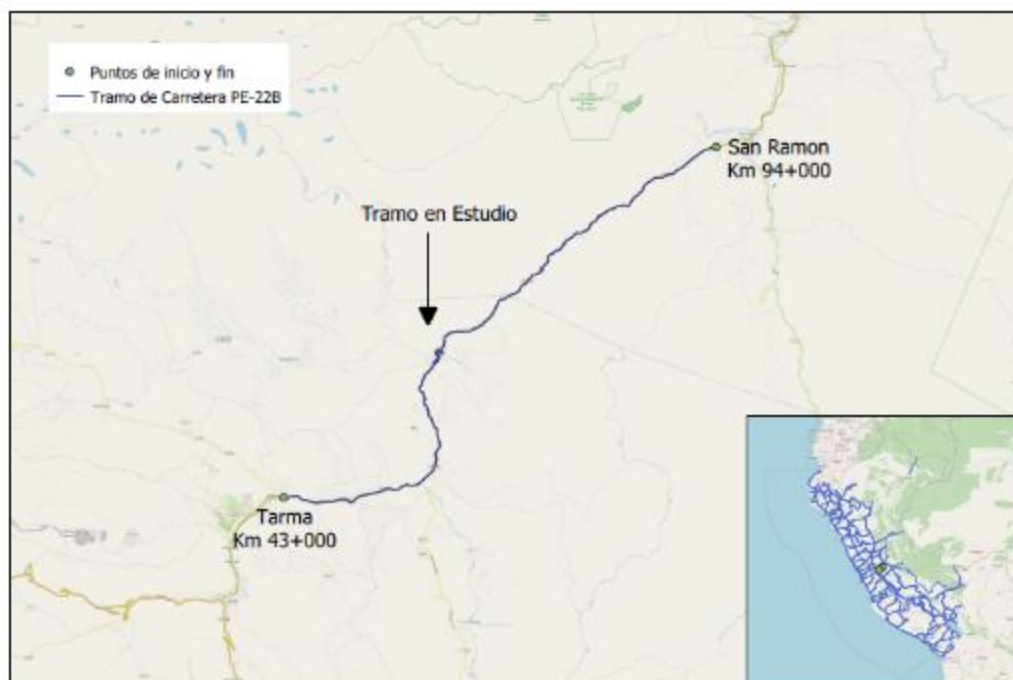 Puntos de inicio y fin
Tramo de Carretera PE-22B
San Ramon
Km 94+000
Tramo en Estudio
Tarma
Km 43+000